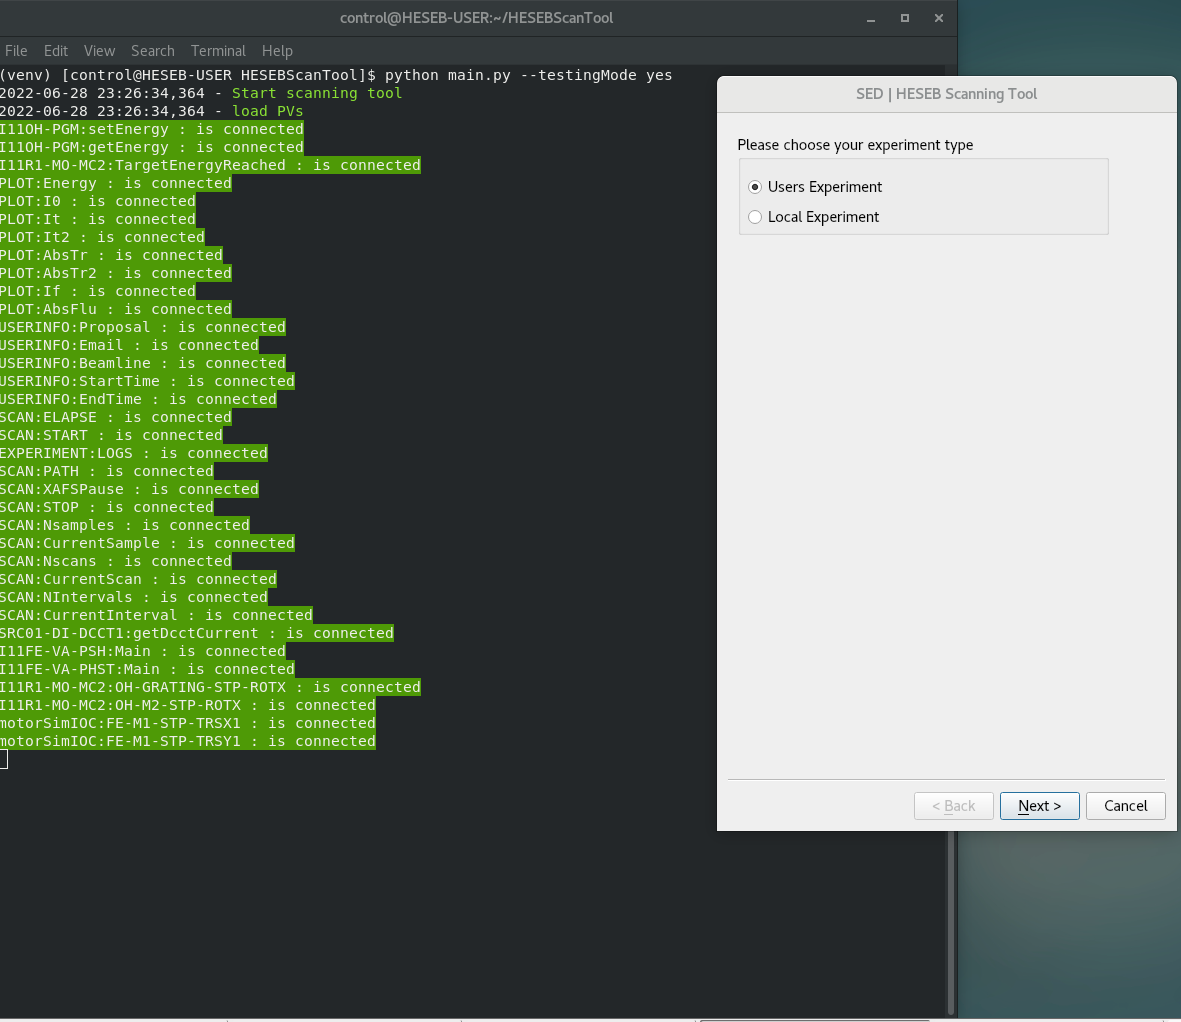 control@HESEB-USER:~/HESEBScanTool
File Edit View Search Terminal Help
(venv) [control@HESEB-USER HESEBScanTool]$ python main.py --testingMode yes
2022-06-28 23:26:34,364 - Start scanning tool
2022-06-28 23:26:34,364 - load PVs
I11OH-PGM:setEnergy : is connected
I11OH-PGM:getEnergy : is connected
I11R1-MO-MC2:TargetEnergyReached : is connected
PLOT:Energy : is connected
PLOT:I0 : is connected
PLOT:It : is connected
PLOT:It2 : is connected
PLOT:AbsTr : is connected
PLOT:AbsTr2 : is connected
PLOT:If : is connected
PLOT:AbsFlu : is connected
USERINFO:Proposal : is connected
USERINFO:Email : is connected
USERINFO:Beamline : is connected
USERINFO:StartTime : is connected
USERINFO:EndTime : is connected
SCAN:ELAPSE : is connected
SCAN:START : is connected
EXPERIMENT:LOGS : is connected
SCAN:PATH : is connected
SCAN:XAFSPause : is connected
SCAN:STOP : is connected
SCAN:Nsamples : is connected
SCAN:CurrentSample : is connected
SCAN:Nscans : is connected
SCAN:CurrentScan : is connected
SCAN:NIntervals : is connected
SCAN:CurrentInterval : is connected
SRC01-DI-DCCT1:getDcctCurrent : is connected
I11FE-VA-PSH:Main : is connected
I11FE-VA-PHST:Main : is connected
I11R1-MO-MC2:OH-GRATING-STP-ROTX : is connected
I11R1-MO-MC2:OH-M2-STP-ROTX : is connected
motorSimIOC:FE-M1-STP-TRSX1 : is connected
motorSimIOC:FE-M1-STP-TRSY1 : is connected
SED | HESEB Scanning Tool
Please choose your experiment type
Users Experiment
Local Experiment
< Back Next > Cancel